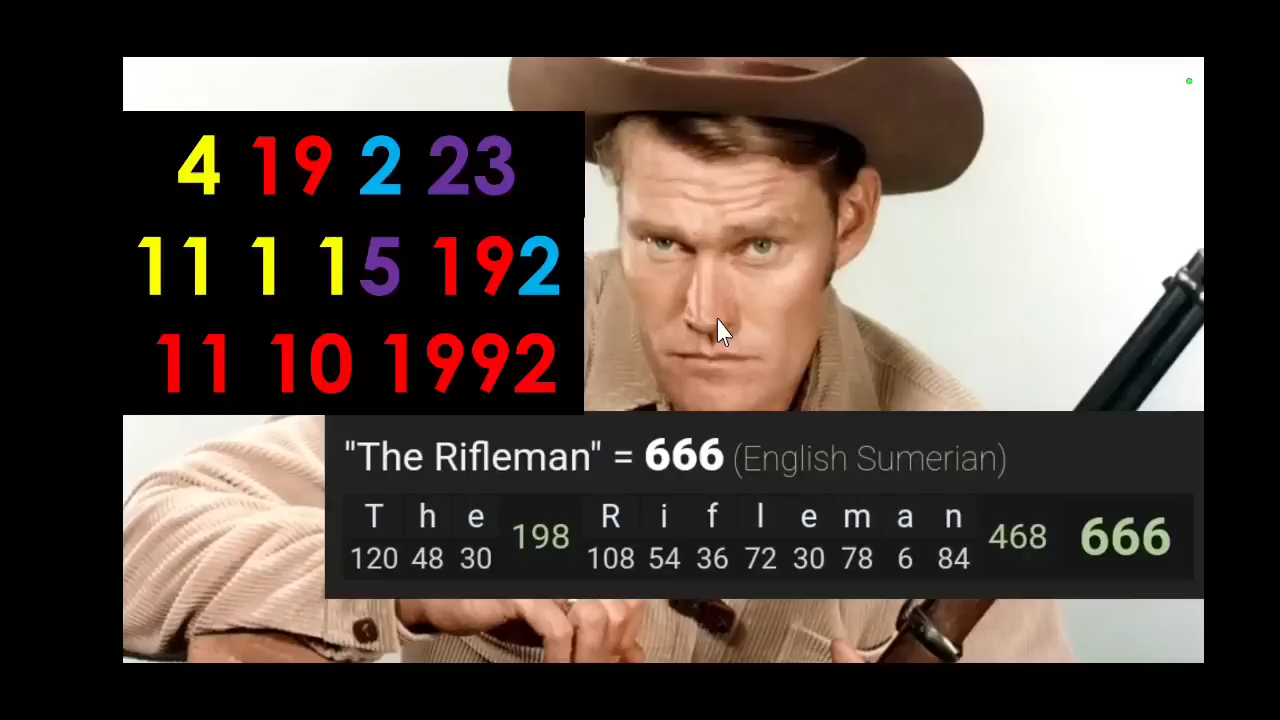 4 19 2 23
11 1 15 192
11 10 1992
"The Rifleman" = 666 (English Sumerian)
T h e 198 R i f l e m a n 468 666
120 48 30 108 54 36 72 30 78 6 84